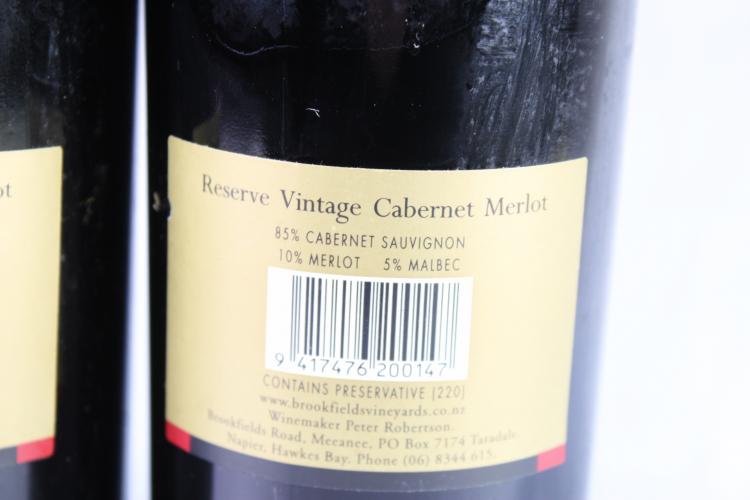 ot
Reserve Vintage Cabernet Merlot
85% CABERNET SAUVIGNON
10% MERLOT 5% MALBEC
9 417476 200147
CONTAINS PRESERVATIVE (220)
www.brookfieldsvineyards.co.nz
Winemaker Peter Robertson.
Brookfields Road, Meeanee, PO Box 7174 Taradale.
Napier, Hawkes Bay. Phone (06) 8344 615.